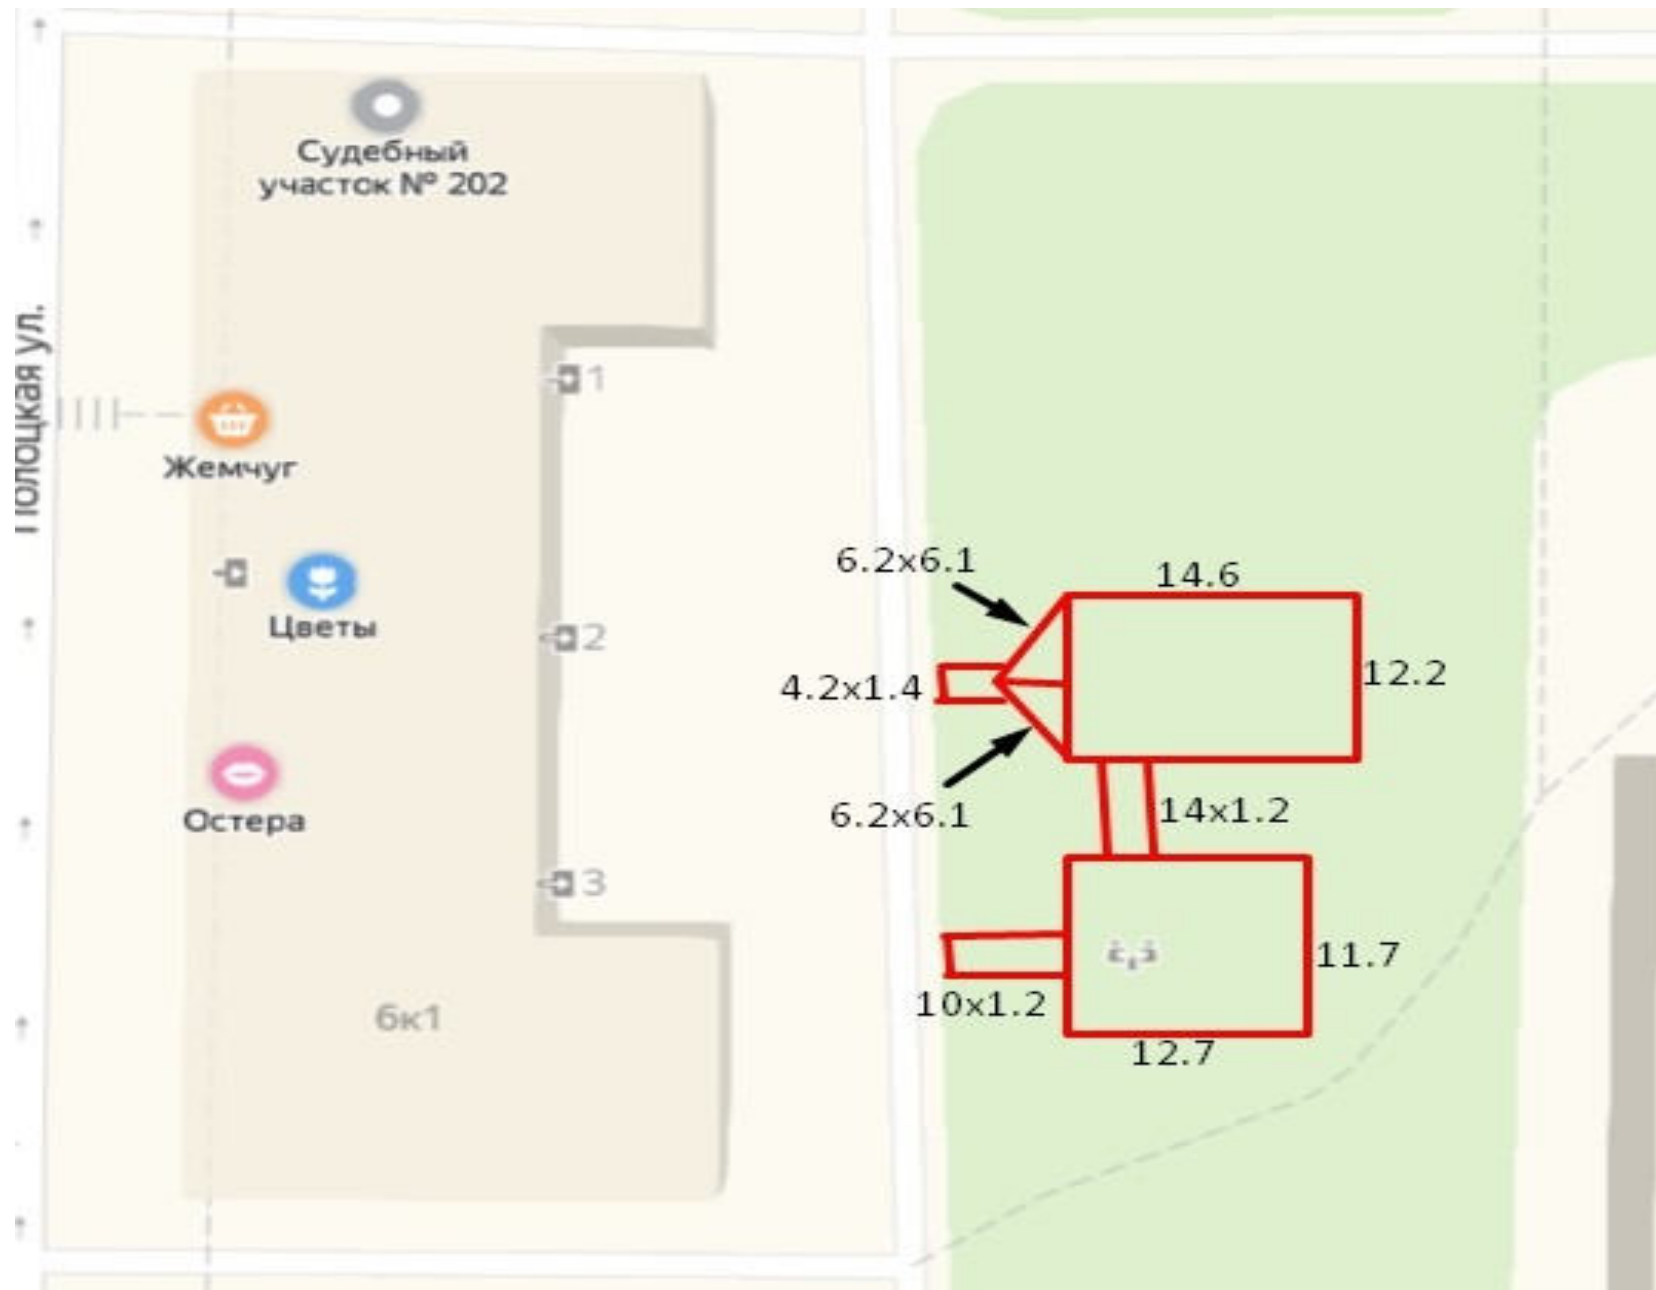 Судебный
участок № 202
Полоцкая ул.
1
Жемчуг
Цветы
2
Остера
3
6к1
6.2x6.1
14.6
4.2x1.4
12.2
6.2x6.1
14x1.2
11.7
10x1.2
12.7